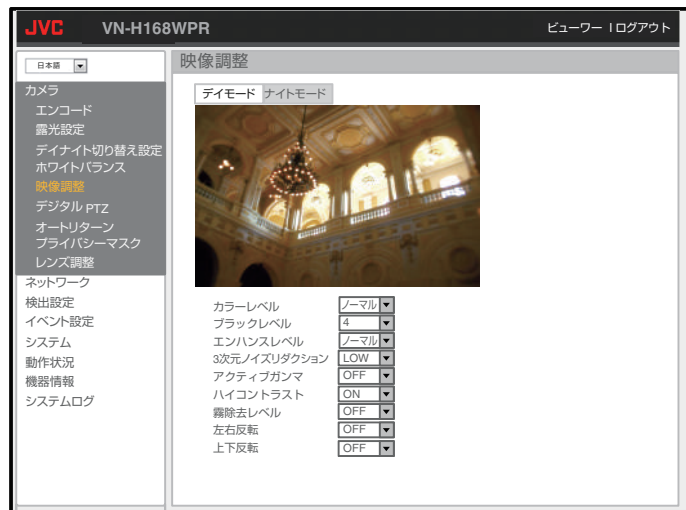 JVC VN-H168WPR ビューワー | ログアウト
日本語
カメラ
エンコード
露光設定
デイナイト切り替え設定
ホワイトバランス
映像調整
デジタル PTZ
オートリターン
プライバシーマスク
レンズ調整
ネットワーク
検出設定
イベント設定
システム
動作状況
機器情報
システムログ
映像調整
デイモード ナイトモード
カラーレベル ノーマル
ブラックレベル 4
エンハンスレベル ノーマル
3次元ノイズリダクション LOW
アクティブガンマ OFF
ハイコントラスト ON
霧除去レベル OFF
左右反転 OFF
上下反転 OFF